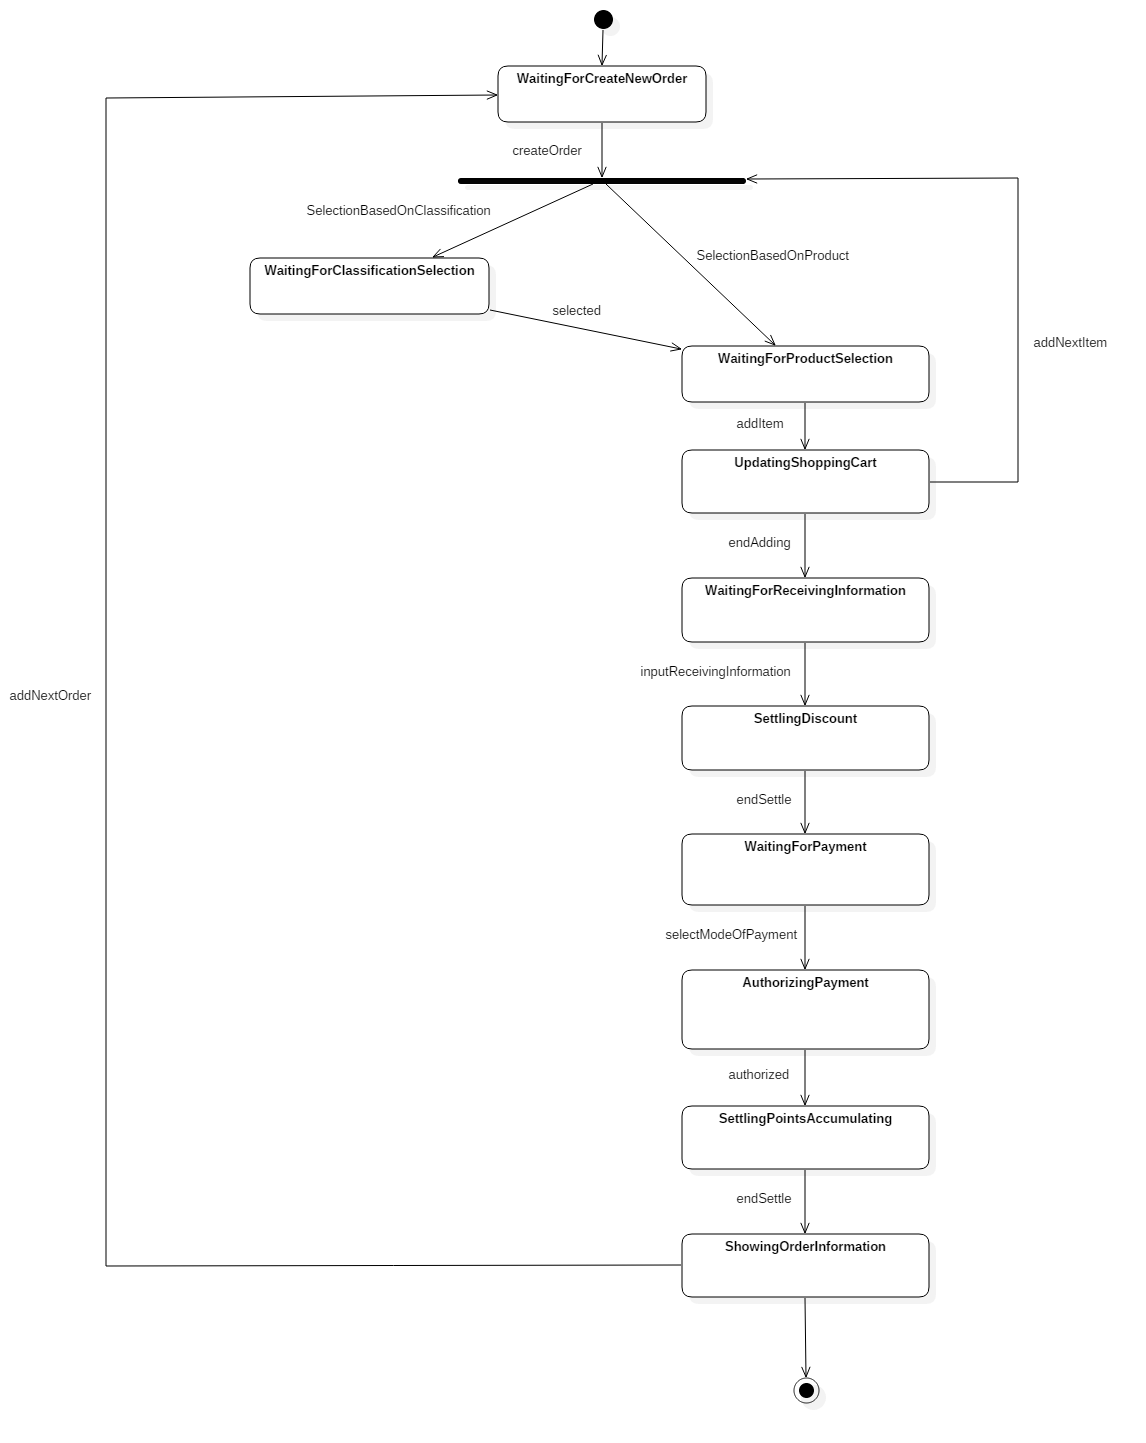 WaitingForCreateNewOrder
createOrder
SelectionBasedOnClassification
SelectionBasedOnProduct
WaitingForClassificationSelection
selected
addNextItem
WaitingForProductSelection
addItem
UpdatingShoppingCart
endAdding
WaitingForReceivingInformation
inputReceivingInformation
addNextOrder
SettlingDiscount
endSettle
WaitingForPayment
selectModeOfPayment
AuthorizingPayment
authorized
SettlingPointsAccumulating
endSettle
ShowingOrderInformation